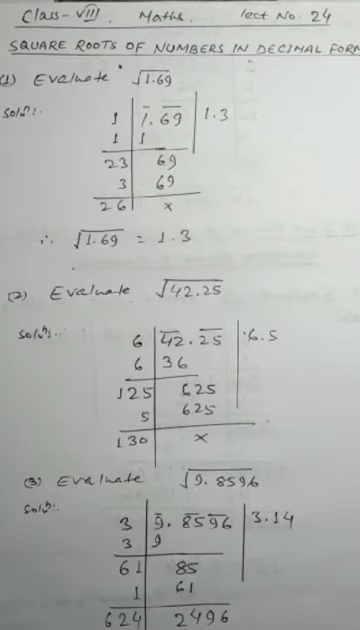 Class - VIII Maths. lect No. 24
SQUARE ROOTS OF NUMBERS IN DECIMAL FORM
(1) Evaluate √1.69
Solⁿ:-
1 | 1. 69 | 1.3
1 | 1
23 | 69
3 | 69
26 | x
∴ √1.69 = 1.3
(2) Evaluate √42.25
Solⁿ:-
6 | 42. 25 | 6.5
6 | 36
125 | 625
5 | 625
130 | x
(3) Evaluate √9.8596
Solⁿ:-
3 | 9. 8596 | 3.14
3 | 9
61 | 85
1 | 61
624 | 2496